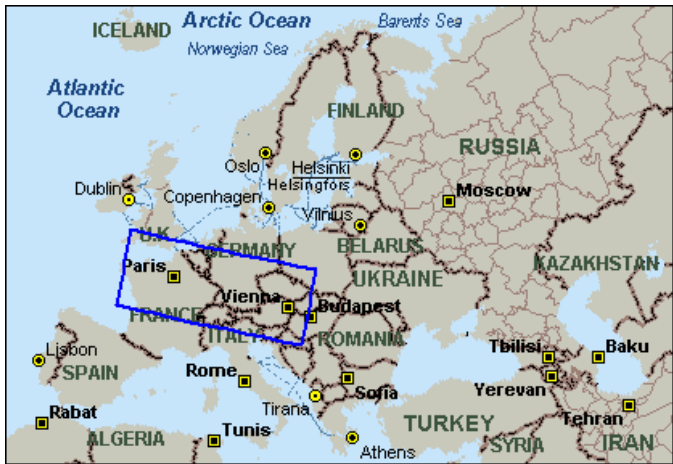 Arctic Ocean
Barents Sea
ICELAND
Norwegian Sea
Atlantic
Ocean
FINLAND
RUSSIA
Oslo
Helsinki
Helsingfors
Dublin
Copenhagen
Moscow
Vilnius
U.K.
GERMANY
BELARUS
Paris
UKRAINE
KAZAKHSTAN
Vienna
Budapest
FRANCE
ITALY
ROMANIA
Lisbon
Tbilisi
Baku
SPAIN
Rome
Sofia
Yerevan
Tirana
Rabat
TURKEY
Tehran
ALGERIA
Tunis
SYRIA
IRAN
Athens